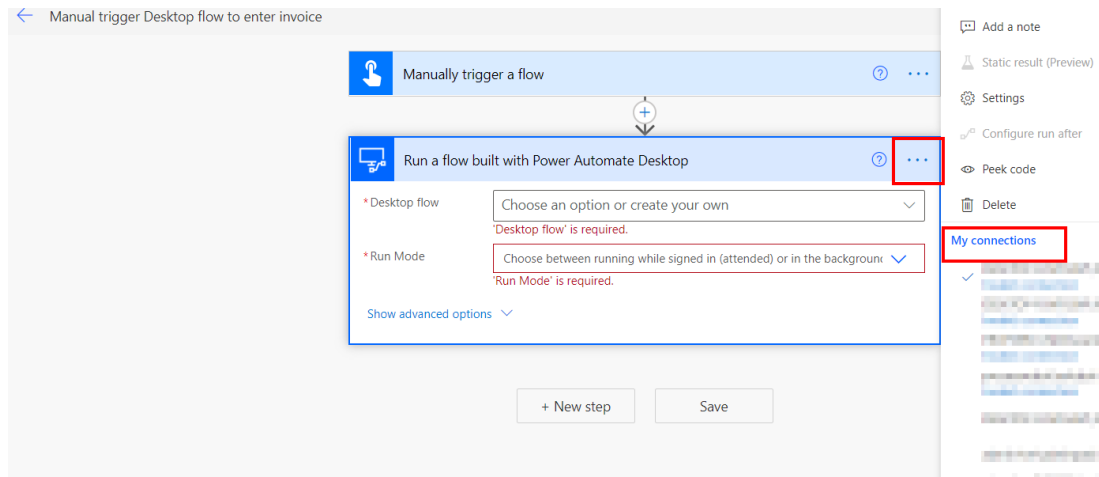 Manual trigger Desktop flow to enter invoice
Manually trigger a flow
Run a flow built with Power Automate Desktop
* Desktop flow
Choose an option or create your own
'Desktop flow' is required.
* Run Mode
Choose between running while signed in (attended) or in the background
'Run Mode' is required.
Show advanced options
+ New step
Save
Add a note
Static result (Preview)
Settings
Configure run after
Peek code
Delete
My connections